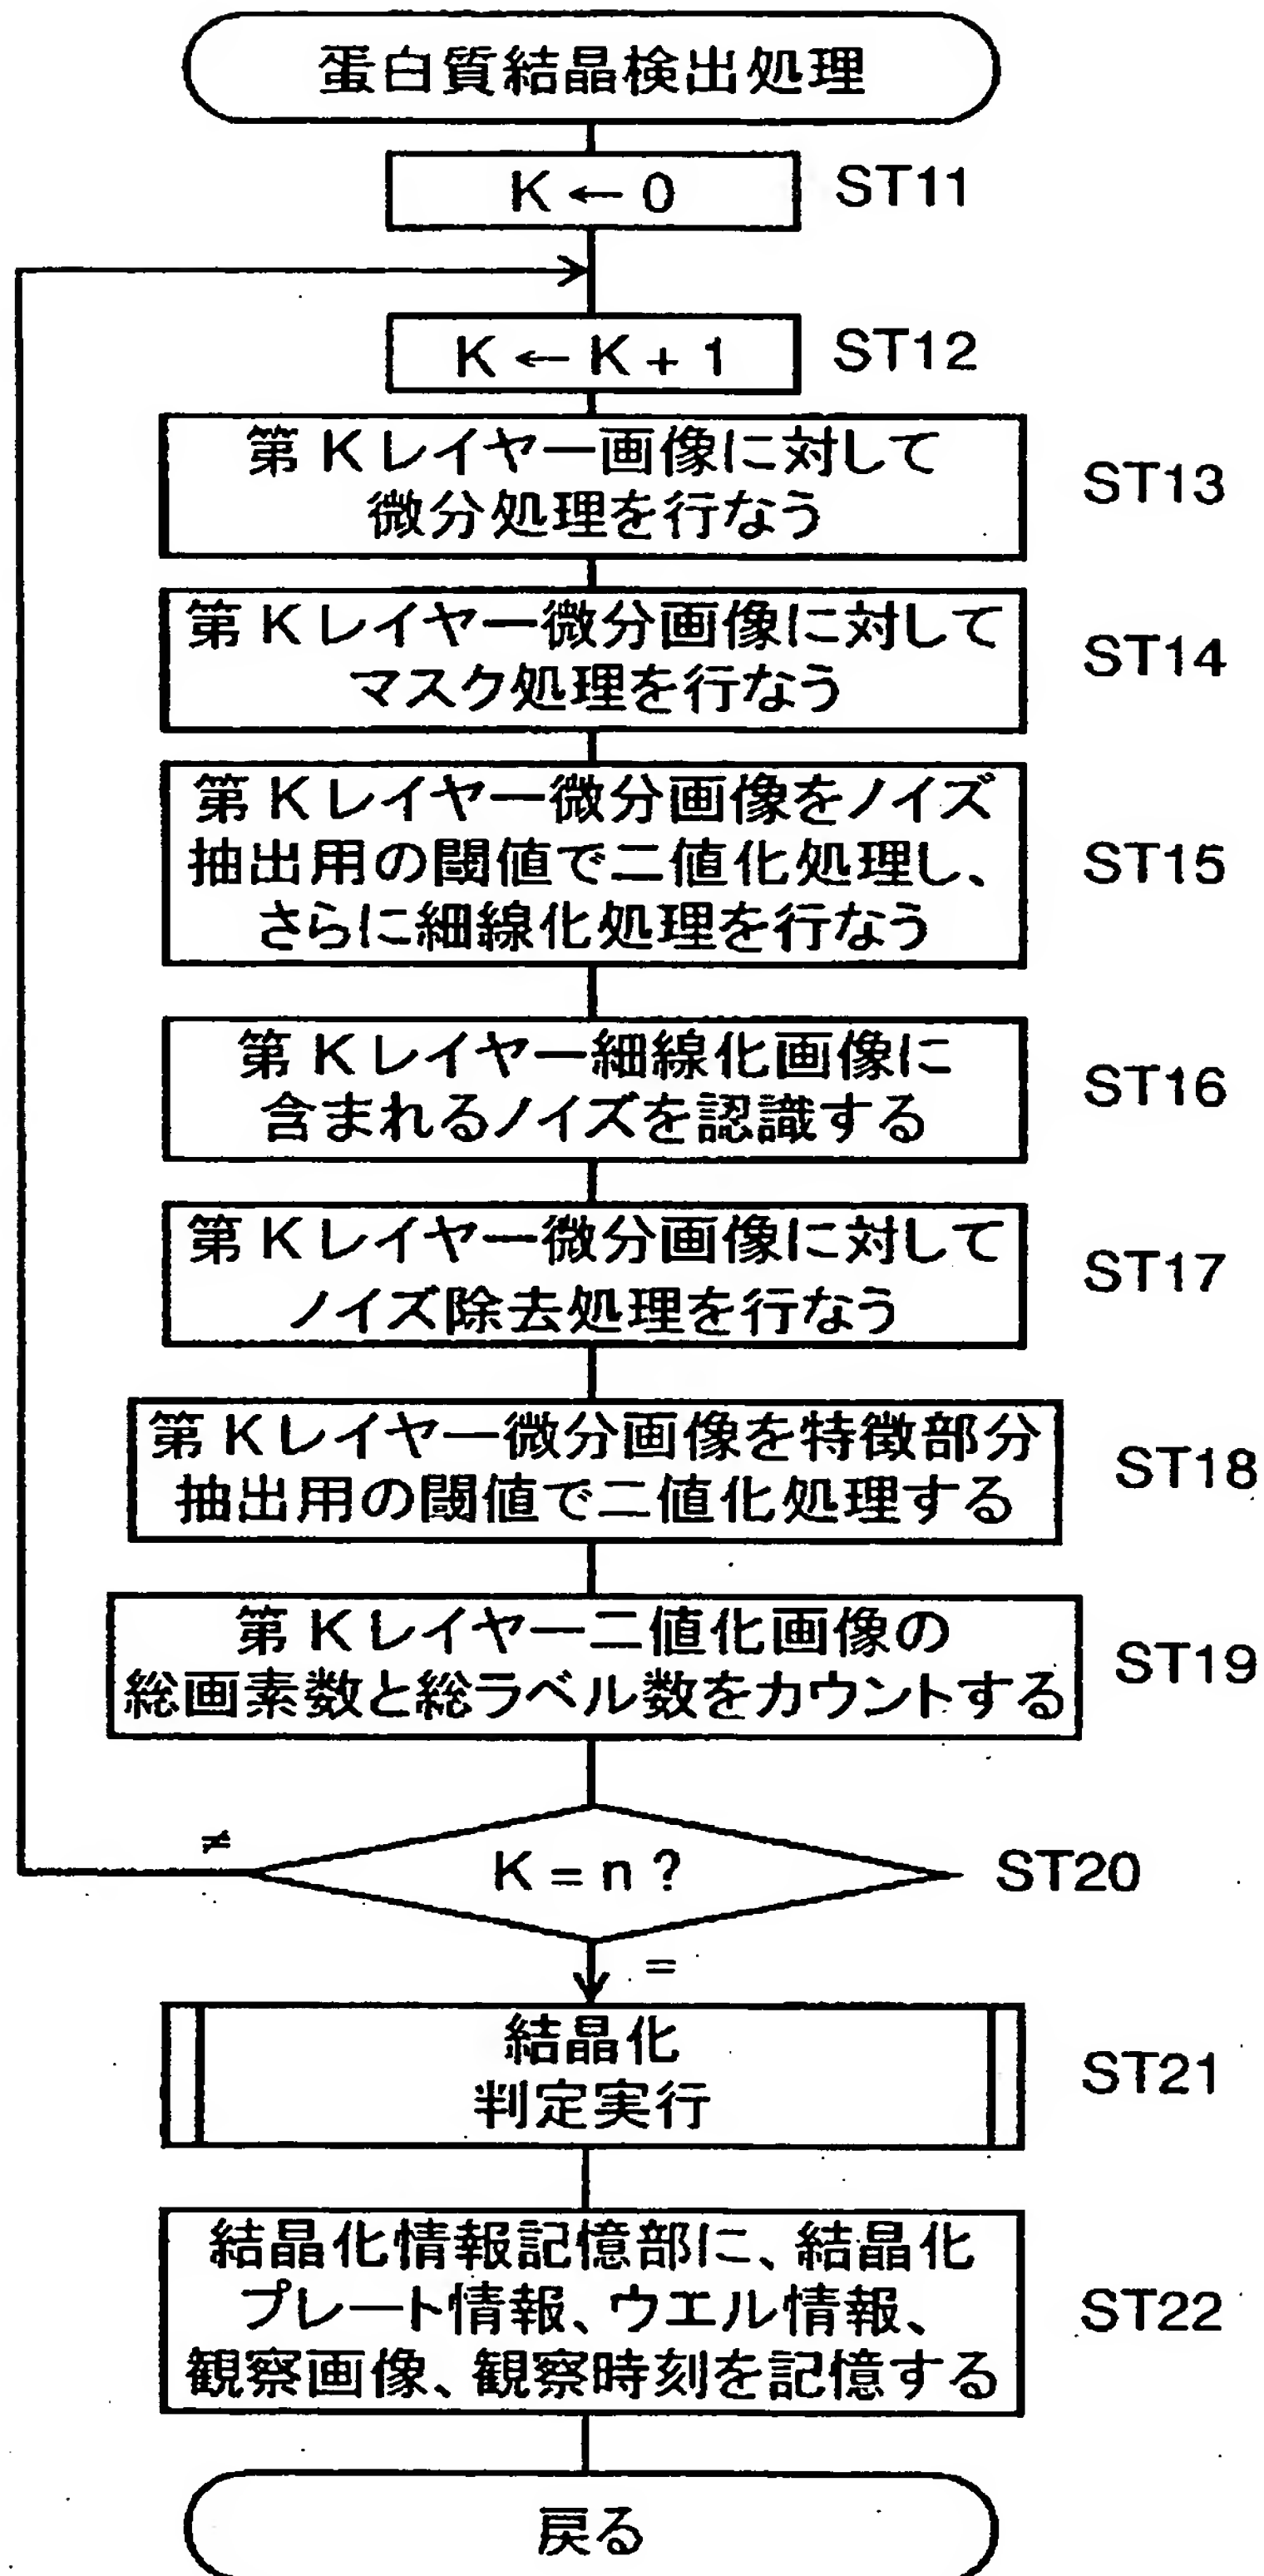 蛋白質結晶検出処理
K ← 0
ST11
K ← K + 1
ST12
第 K レイヤー画像に対して
微分処理を行なう
ST13
第 K レイヤー微分画像に対して
マスク処理を行なう
ST14
第 K レイヤー微分画像をノイズ
抽出用の閾値で二値化処理し、
さらに細線化処理を行なう
ST15
第 K レイヤー細線化画像に
含まれるノイズを認識する
ST16
第 K レイヤー微分画像に対して
ノイズ除去処理を行なう
ST17
第 K レイヤー微分画像を特徴部分
抽出用の閾値で二値化処理する
ST18
第 K レイヤー二値化画像の
総画素数と総ラベル数をカウントする
ST19
≠
K = n ?
ST20
=
結晶化
判定実行
ST21
結晶化情報記憶部に、結晶化
プレート情報、ウエル情報、
観察画像、観察時刻を記憶する
ST22
戻る